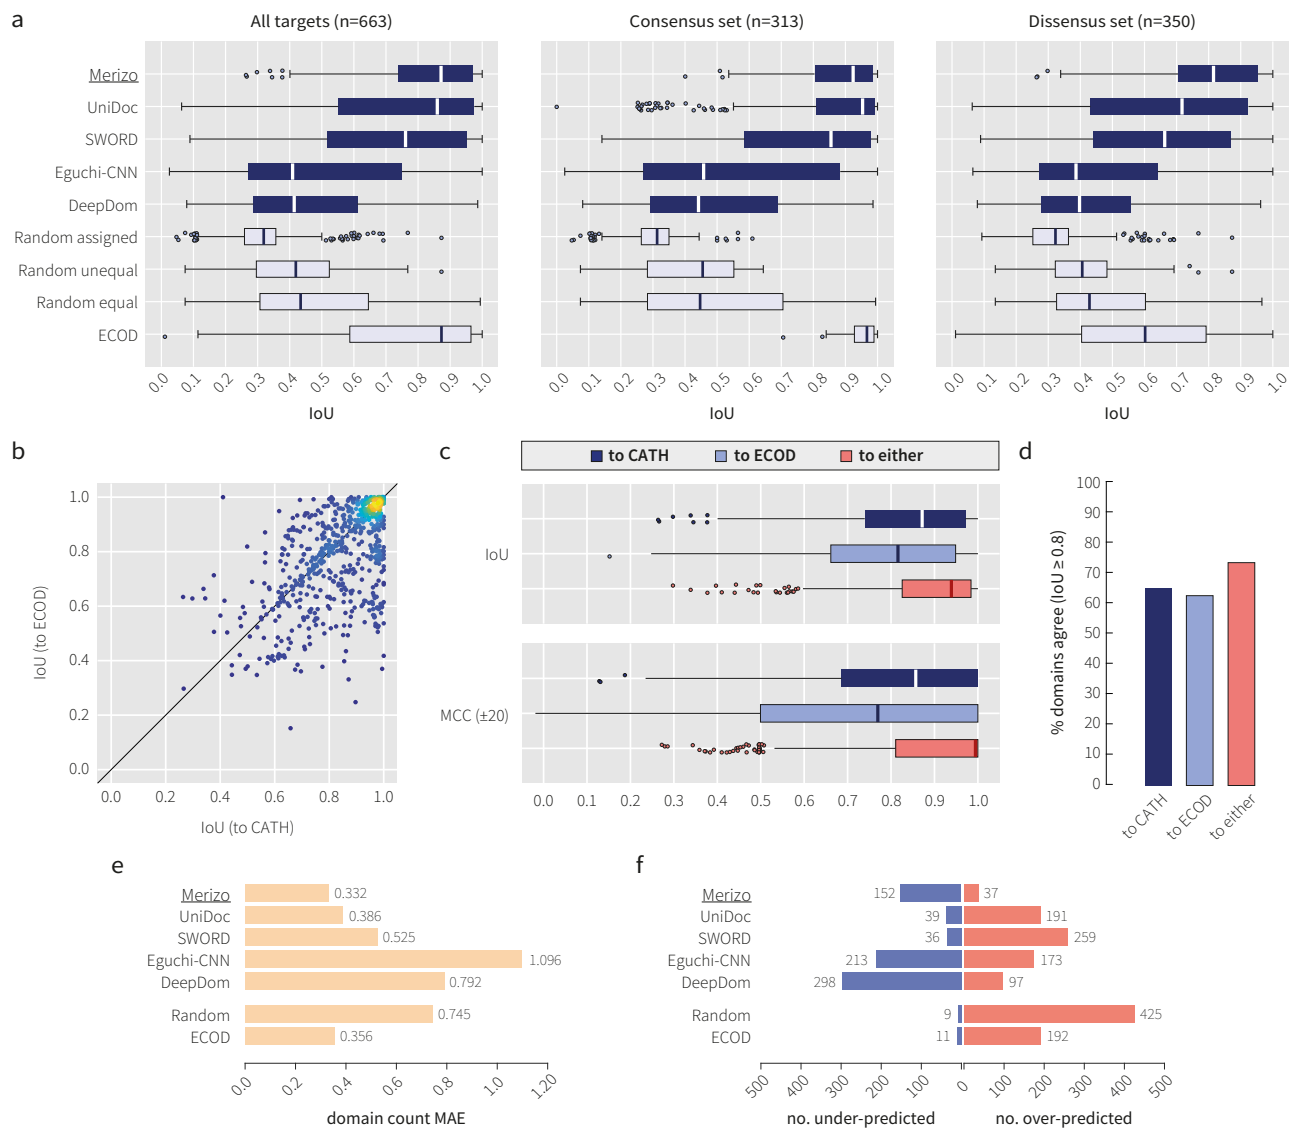 a
All targets (n=663)
Consensus set (n=313)
Dissensus set (n=350)
Merizo
UniDoc
SWORD
Eguchi-CNN
DeepDom
Random assigned
Random unequal
Random equal
ECOD
0.0 0.1 0.2 0.3 0.4 0.5 0.6 0.7 0.8 0.9 1.0
0.0 0.1 0.2 0.3 0.4 0.5 0.6 0.7 0.8 0.9 1.0
0.0 0.1 0.2 0.3 0.4 0.5 0.6 0.7 0.8 0.9 1.0
IoU
IoU
IoU
b
IoU (to ECOD)
1.0
0.8
0.6
0.4
0.2
0.0
0.0 0.2 0.4 0.6 0.8 1.0
IoU (to CATH)
c
to CATH
to ECOD
to either
IoU
MCC (±20)
0.0 0.1 0.2 0.3 0.4 0.5 0.6 0.7 0.8 0.9 1.0
d
% domains agree (IoU ≥ 0.8)
100
90
80
70
60
50
40
30
20
10
0
to CATH
to ECOD
to either
e
Merizo 0.332
UniDoc 0.386
SWORD 0.525
Eguchi-CNN 1.096
DeepDom 0.792
Random 0.745
ECOD 0.356
0.0 0.2 0.4 0.6 0.8 1.0 1.20
domain count MAE
f
Merizo 152 37
UniDoc 39 191
SWORD 36 259
Eguchi-CNN 213 173
DeepDom 298 97
Random 9 425
ECOD 11 192
500 400 300 200 100 0 100 200 300 400 500
no. under-predicted
no. over-predicted